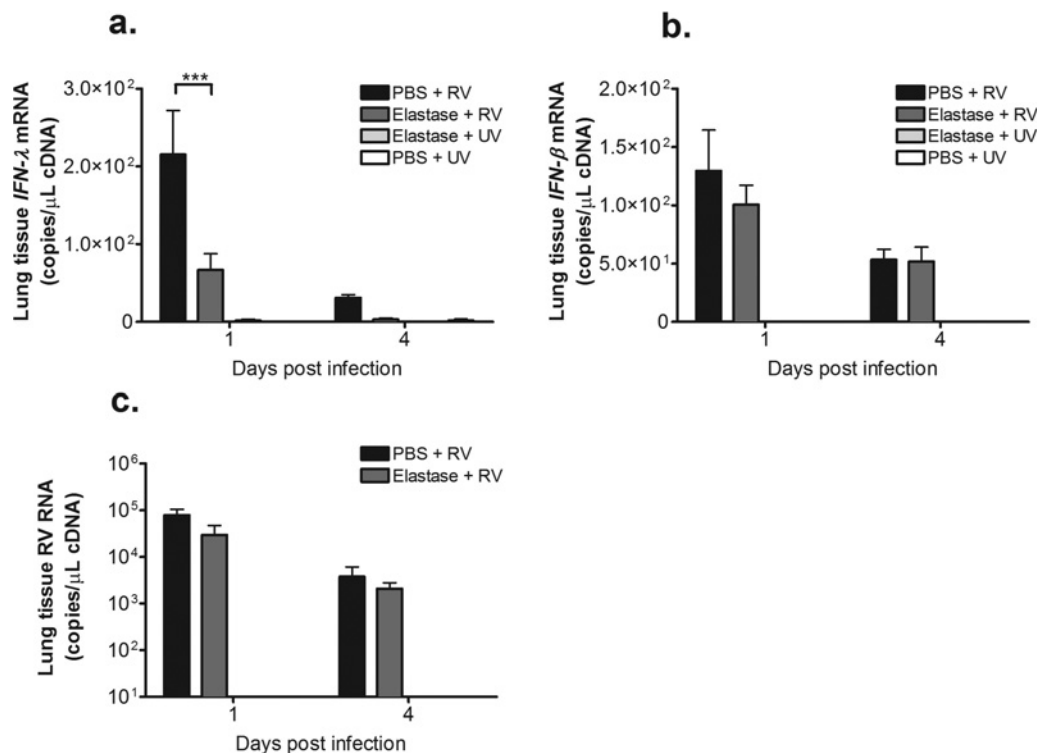 a.
Lung tissue IFN-λ mRNA
(copies/μL cDNA)
3.0×10²
2.0×10²
1.0×10²
0
***
PBS + RV
Elastase + RV
Elastase + UV
PBS + UV
1
4
Days post infection
b.
Lung tissue IFN-β mRNA
(copies/μL cDNA)
2.0×10²
1.5×10²
1.0×10²
5.0×10¹
0
PBS + RV
Elastase + RV
Elastase + UV
PBS + UV
1
4
Days post infection
c.
Lung tissue RV RNA
(copies/μL cDNA)
10⁶
10⁵
10⁴
10³
10²
10¹
PBS + RV
Elastase + RV
1
4
Days post infection